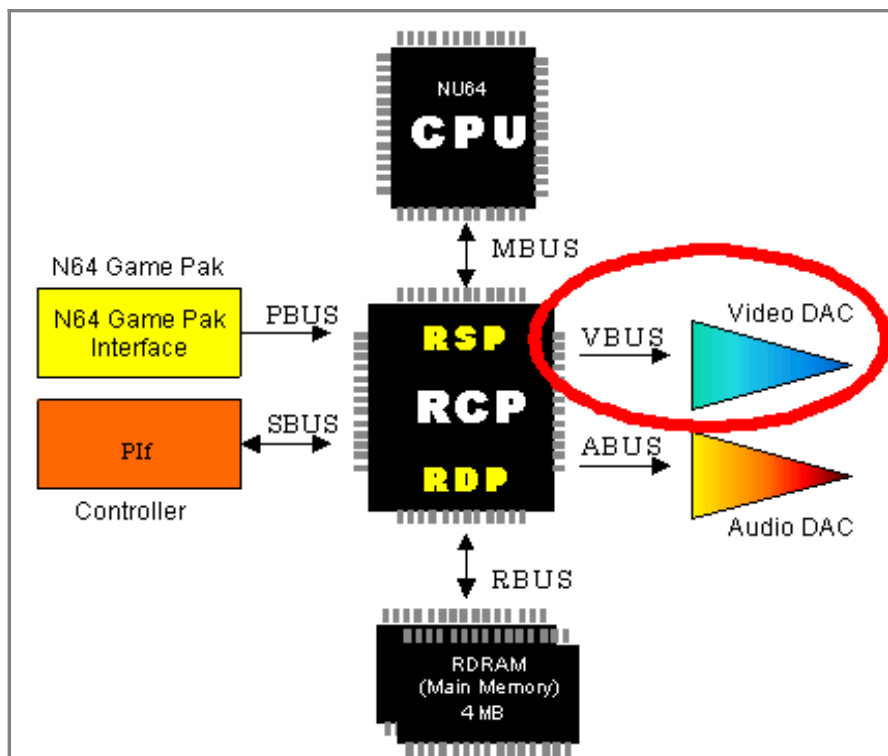 NU64
CPU
MBUS
N64 Game Pak
N64 Game Pak
Interface
PBUS
RSP
VBUS
Video DAC
RCP
PIf
SBUS
ABUS
RDP
Controller
Audio DAC
RBUS
RDRAM
(Main Memory)
4 MB